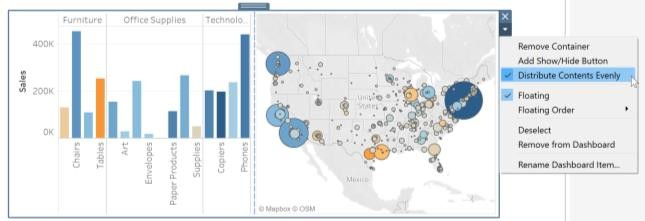 Furniture
Office Supplies
Technolo..
400K
200K
0K
Sales
Chairs
Tables
Art
Envelopes
Paper Products
Supplies
Copiers
Phones
United
States
Mexico
© Mapbox © OSM
Remove Container
Add Show/Hide Button
Distribute Contents Evenly
Floating
Floating Order
Deselect
Remove from Dashboard
Rename Dashboard Item...